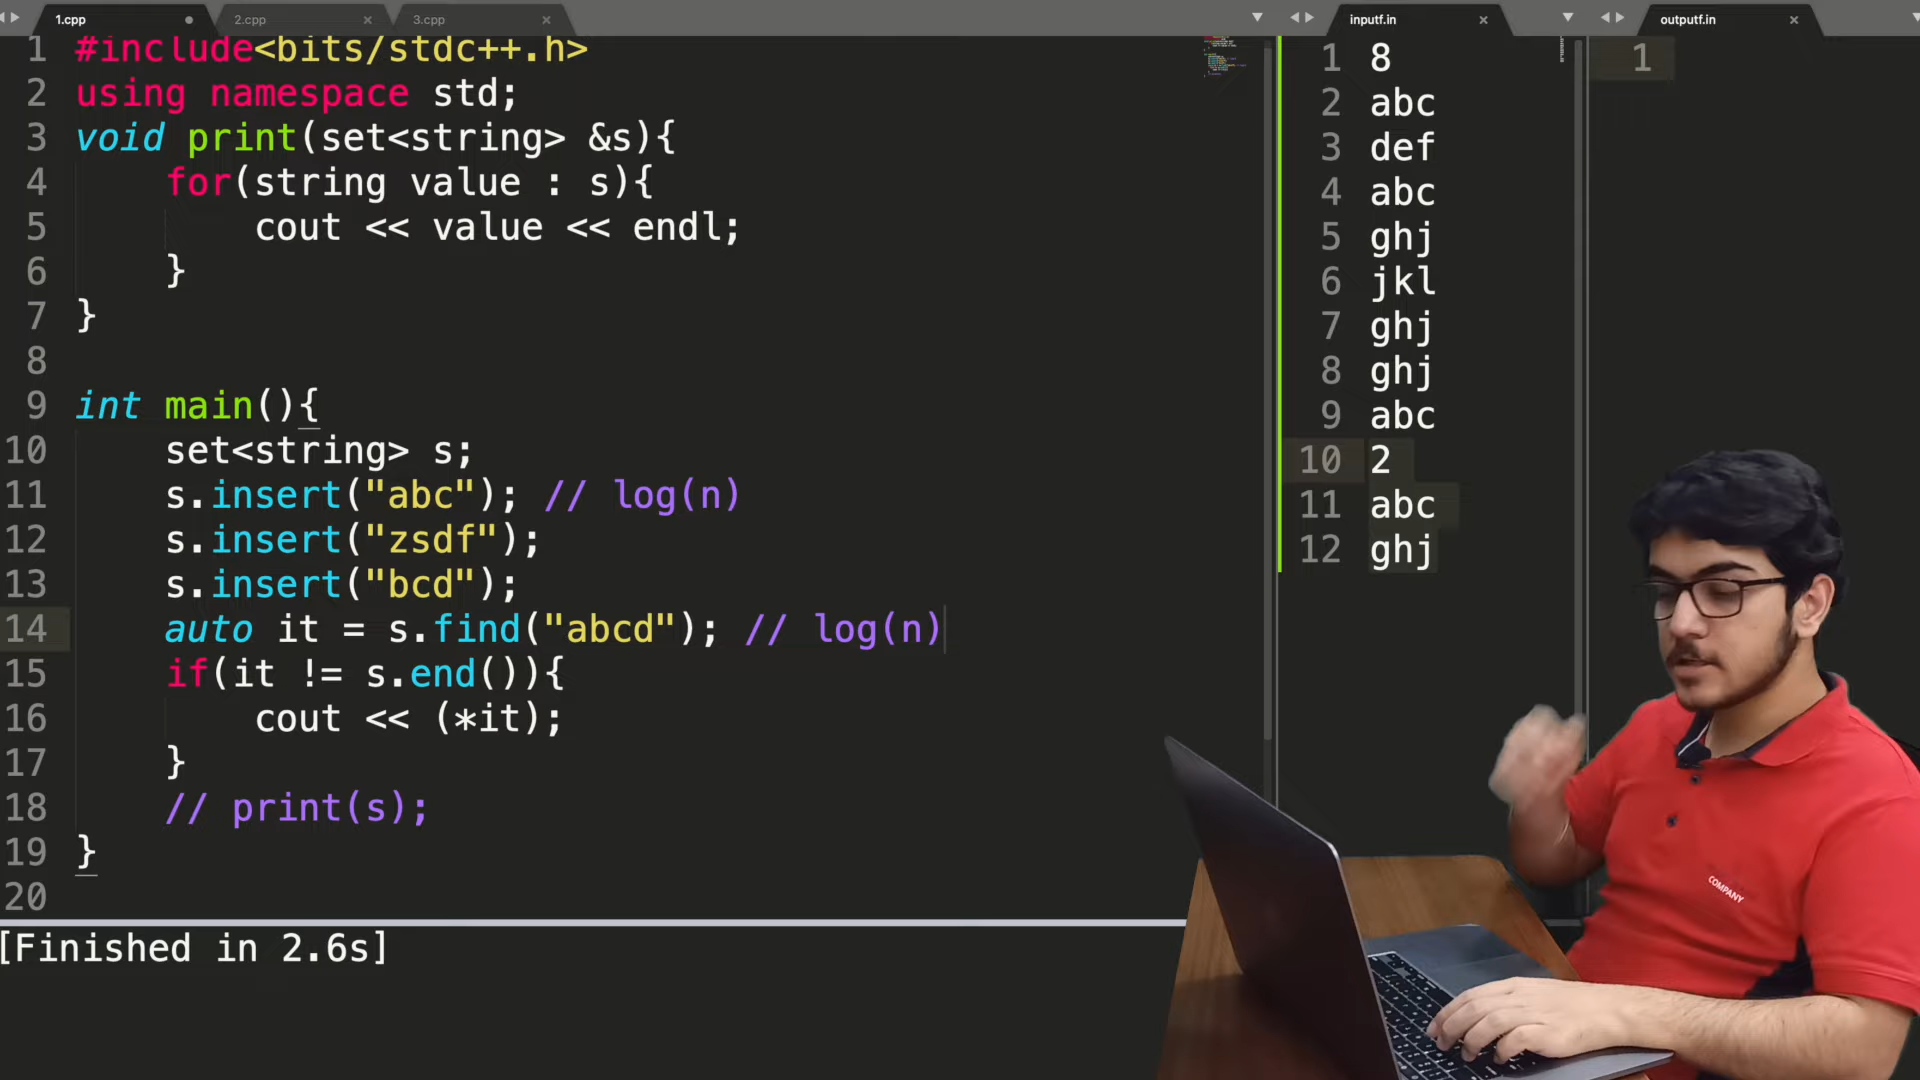 1.cpp
2.cpp
3.cpp
inputf.in
outputf.in
1 #include<bits/stdc++.h>
2 using namespace std;
3 void print(set<string> &s){
4 for(string value : s){
5 cout << value << endl;
6 }
7 }
8
9 int main(){
10 set<string> s;
11 s.insert("abc"); // log(n)
12 s.insert("zsdf");
13 s.insert("bcd");
14 auto it = s.find("abcd"); // log(n)
15 if(it != s.end()){
16 cout << (*it);
17 }
18 // print(s);
19 }
20
[Finished in 2.6s]
1 8
2 abc
3 def
4 abc
5 ghj
6 jkl
7 ghj
8 ghj
9 abc
10 2
11 abc
12 ghj
1
COMPANY